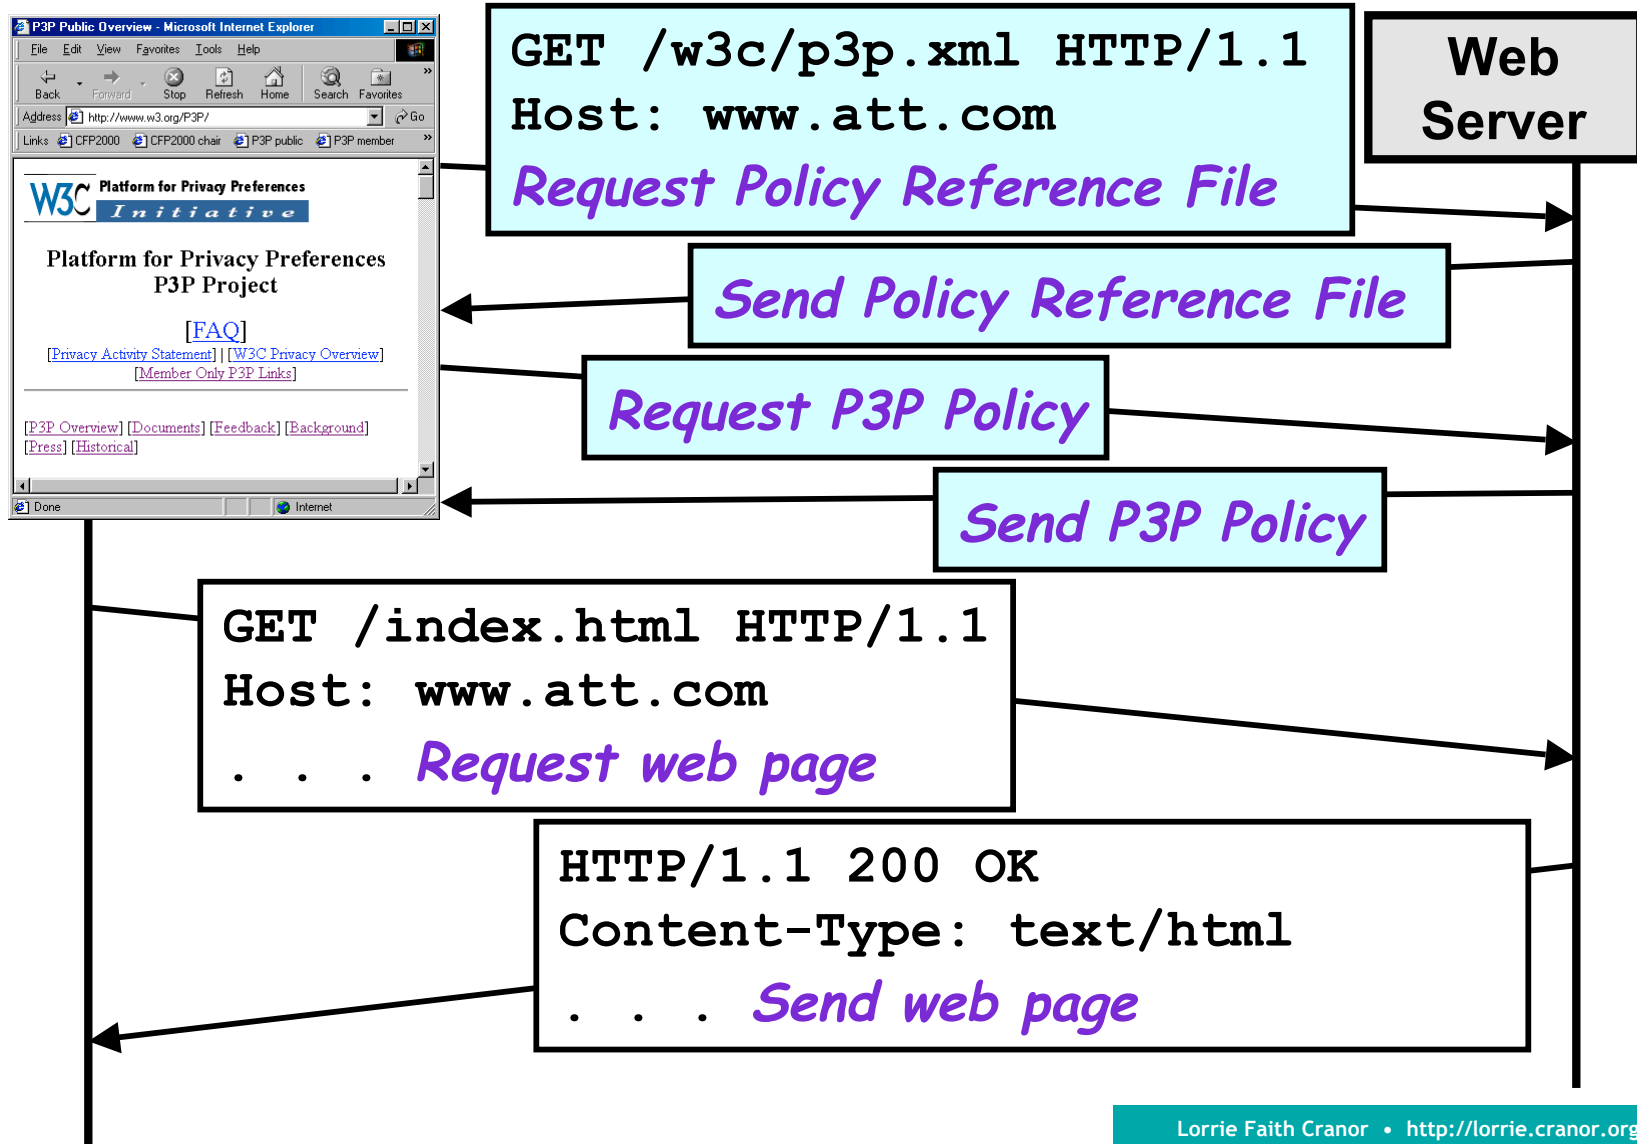 P3P Public Overview - Microsoft Internet Explorer
File Edit View Favorites Tools Help
Back Forward Stop Refresh Home Search Favorites »
Address http://www.w3.org/P3P/ Go
Links CFP2000 CFP2000 chair P3P public P3P member »
W3C Platform for Privacy Preferences
Initiative
Platform for Privacy Preferences
P3P Project
[FAQ]
[Privacy Activity Statement] | [W3C Privacy Overview]
[Member Only P3P Links]
[P3P Overview] [Documents] [Feedback] [Background]
[Press] [Historical]
Done Internet
GET /w3c/p3p.xml HTTP/1.1
Host: www.att.com
Request Policy Reference File
Web
Server
Send Policy Reference File
Request P3P Policy
Send P3P Policy
GET /index.html HTTP/1.1
Host: www.att.com
. . . Request web page
HTTP/1.1 200 OK
Content-Type: text/html
. . . Send web page
Lorrie Faith Cranor • http://lorrie.cranor.org